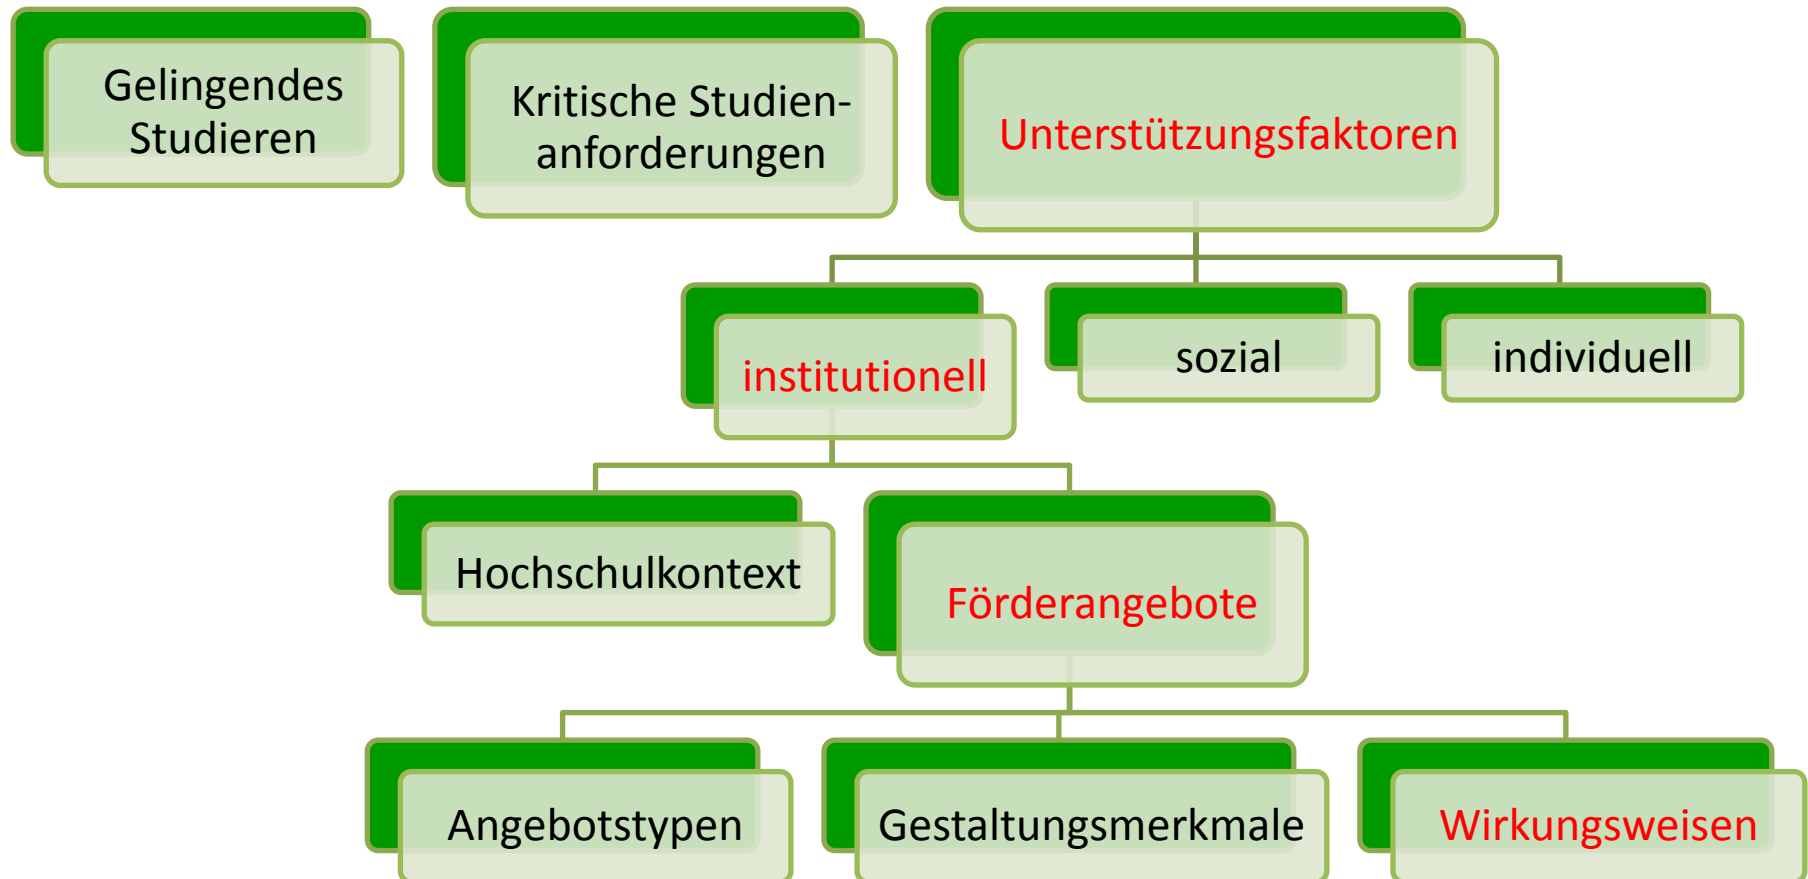 Gelingendes
Studieren
Kritische Studien-
anforderungen
Unterstützungsfaktoren
institutionell
sozial
individuell
Hochschulkontext
Förderangebote
Angebotstypen
Gestaltungsmerkmale
Wirkungsweisen